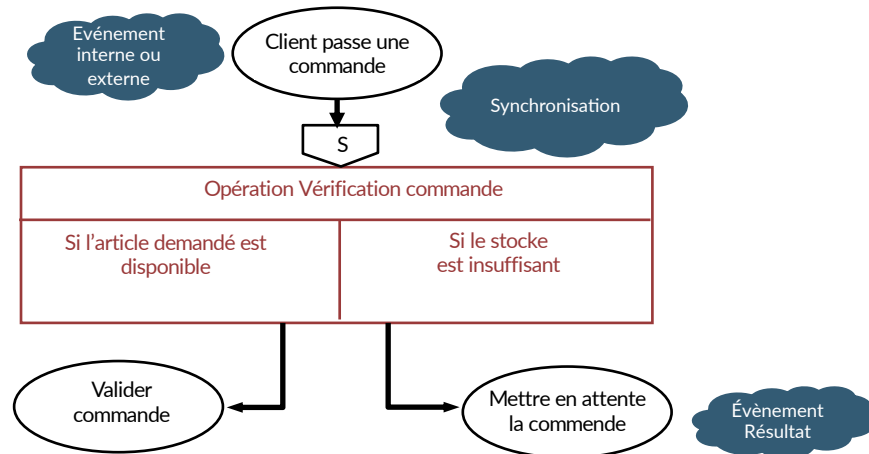 Evénement
interne ou
externe
Client passe une
commande
Synchronisation
S
Opération Vérification commande
Si l’article demandé est
disponible
Si le stocke
est insuffisant
Valider
commande
Mettre en attente
la commende
Évènement
Résultat